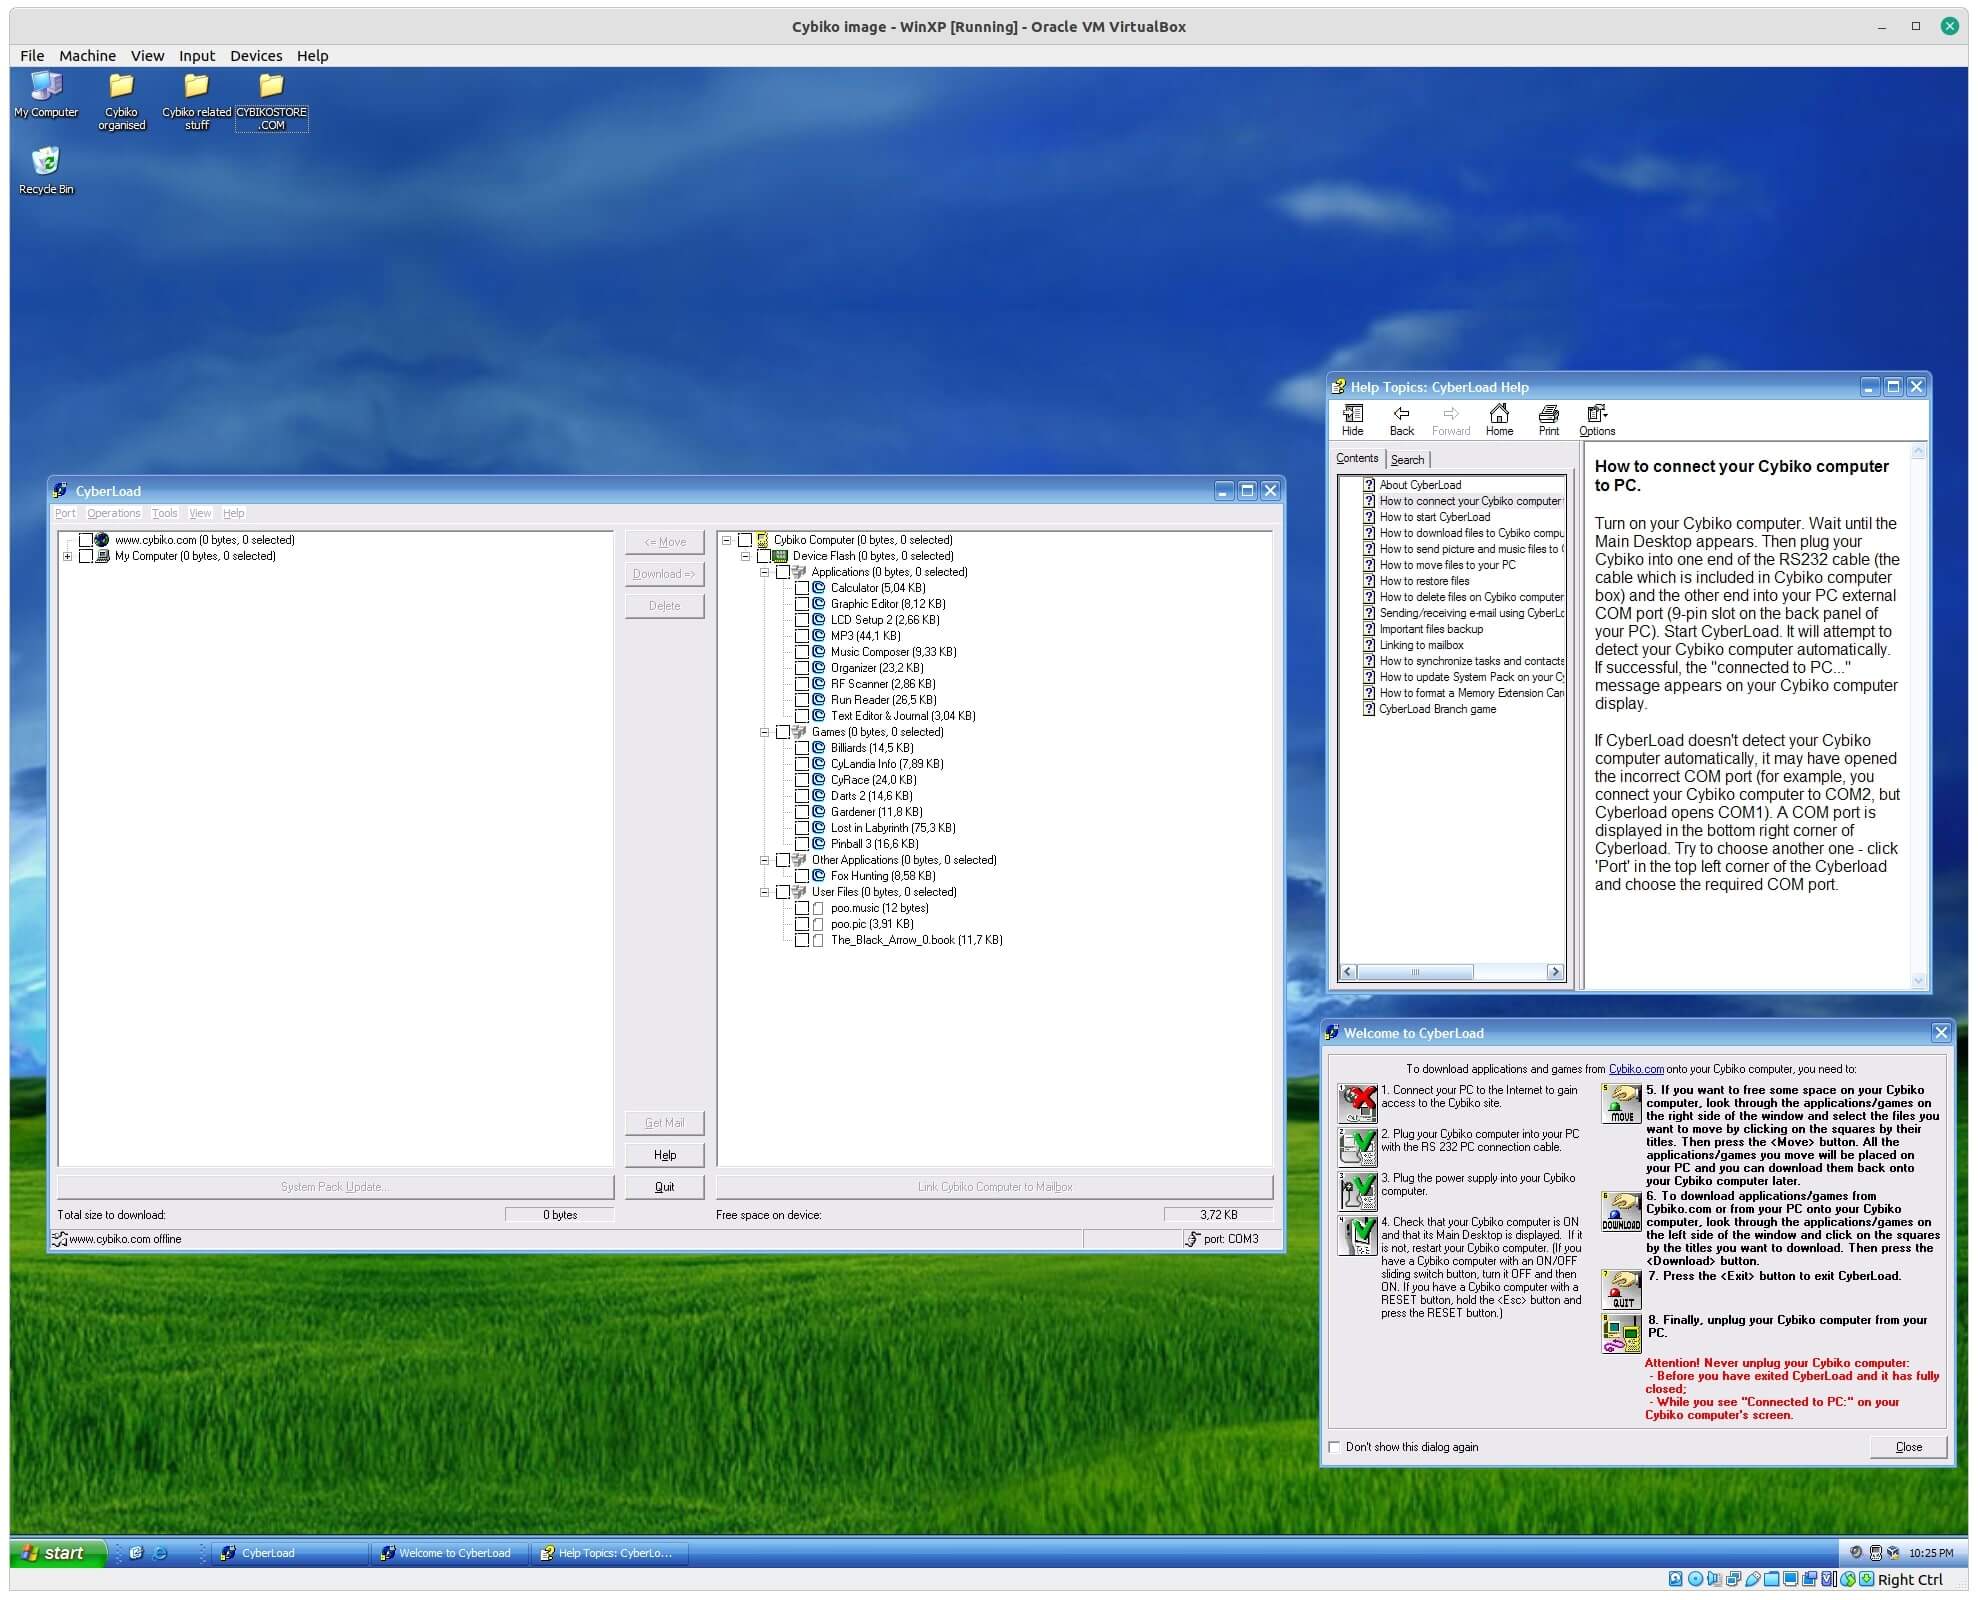 Cybiko image - WinXP [Running] - Oracle VM VirtualBox
File Machine View Input Devices Help
My Computer
Cybiko organised
Cybiko related stuff
CYBIKOSTORE.COM
Recycle Bin
CyberLoad
Port Operations Tools View Help
www.cybiko.com (0 bytes, 0 selected)
My Computer (0 bytes, 0 selected)
<= Move
Download =>
Delete
Get Mail
Help
Quit
Cybiko Computer (0 bytes, 0 selected)
Device Flash (0 bytes, 0 selected)
Applications (0 bytes, 0 selected)
Calculator (5,04 KB)
Graphic Editor (8,12 KB)
LCD Setup 2 (2,66 KB)
MP3 (44,1 KB)
Music Composer (9,33 KB)
Organizer (23,2 KB)
RF Scanner (2,86 KB)
Run Reader (26,5 KB)
Text Editor & Journal (3,04 KB)
Games (0 bytes, 0 selected)
Billiards (14,5 KB)
CyLandia Info (7,89 KB)
CyRace (24,0 KB)
Darts 2 (14,6 KB)
Gardener (11,8 KB)
Lost in Labyrinth (75,3 KB)
Pinball 3 (16,6 KB)
Other Applications (0 bytes, 0 selected)
Fox Hunting (8,58 KB)
User Files (0 bytes, 0 selected)
poo.music (12 bytes)
poo.pic (3,91 KB)
The_Black_Arrow_0.book (11,7 KB)
System Pack Update...
Link Cybiko Computer to Mailbox
Total size to download: 0 bytes
Free space on device: 3,72 KB
www.cybiko.com offline
port: COM3
Help Topics: CyberLoad Help
Hide Back Forward Home Print Options
Contents Search
About CyberLoad
How to connect your Cybiko computer
How to start CyberLoad
How to download files to Cybiko compu
How to send picture and music files to
How to move files to your PC
How to restore files
How to delete files on Cybiko computer
Sending/receiving e-mail using CyberLo
Important files backup
Linking to mailbox
How to synchronize tasks and contacts
How to update System Pack on your Cy
How to format a Memory Extension Car
CyberLoad Branch game
How to connect your Cybiko computer
to PC.
Turn on your Cybiko computer. Wait until the
Main Desktop appears. Then plug your
Cybiko into one end of the RS232 cable (the
cable which is included in Cybiko computer
box) and the other end into your PC external
COM port (9-pin slot on the back panel of
your PC). Start CyberLoad. It will attempt to
detect your Cybiko computer automatically.
If successful, the "connected to PC..."
message appears on your Cybiko computer
display.
If CyberLoad doesn't detect your Cybiko
computer automatically, it may have opened
the incorrect COM port (for example, you
connect your Cybiko computer to COM2, but
Cyberload opens COM1). A COM port is
displayed in the bottom right corner of
Cyberload. Try to choose another one - click
'Port' in the top left corner of the Cyberload
and choose the required COM port.
Welcome to CyberLoad
To download applications and games from Cybiko.com onto your Cybiko computer, you need to:
1. Connect your PC to the Internet to gain
access to the Cybiko site.
2. Plug your Cybiko computer into your PC
with the RS 232 PC connection cable.
3. Plug the power supply into your Cybiko
computer.
4. Check that your Cybiko computer is ON
and that its Main Desktop is displayed. If it
is not, restart your Cybiko computer. (If you
have a Cybiko computer with an ON/OFF
sliding switch button, turn it OFF and then
ON. If you have a Cybiko computer with a
RESET button, hold the <Esc> button and
press the RESET button.)
MOVE
5. If you want to free some space on your Cybiko
computer, look through the applications/games on
the right side of the window and select the files you
want to move by clicking on the squares by their
titles. Then press the <Move> button. All the
applications/games you move will be placed on
your PC and you can download them back onto
your Cybiko computer later.
DOWNLOAD
6. To download applications/games from
Cybiko.com or from your PC onto your Cybiko
computer, look through the applications/games on
the left side of the window and click on the squares
by the titles you want to download. Then press the
<Download> button.
QUIT
7. Press the <Exit> button to exit CyberLoad.
8. Finally, unplug your Cybiko computer from your
PC.
Attention! Never unplug your Cybiko computer:
- Before you have exited CyberLoad and it has fully
closed;
- While you see "Connected to PC:" on your
Cybiko computer's screen.
Don't show this dialog again
Close
start
CyberLoad
Welcome to CyberLoad
Help Topics: CyberLo...
10:25 PM
Right Ctrl